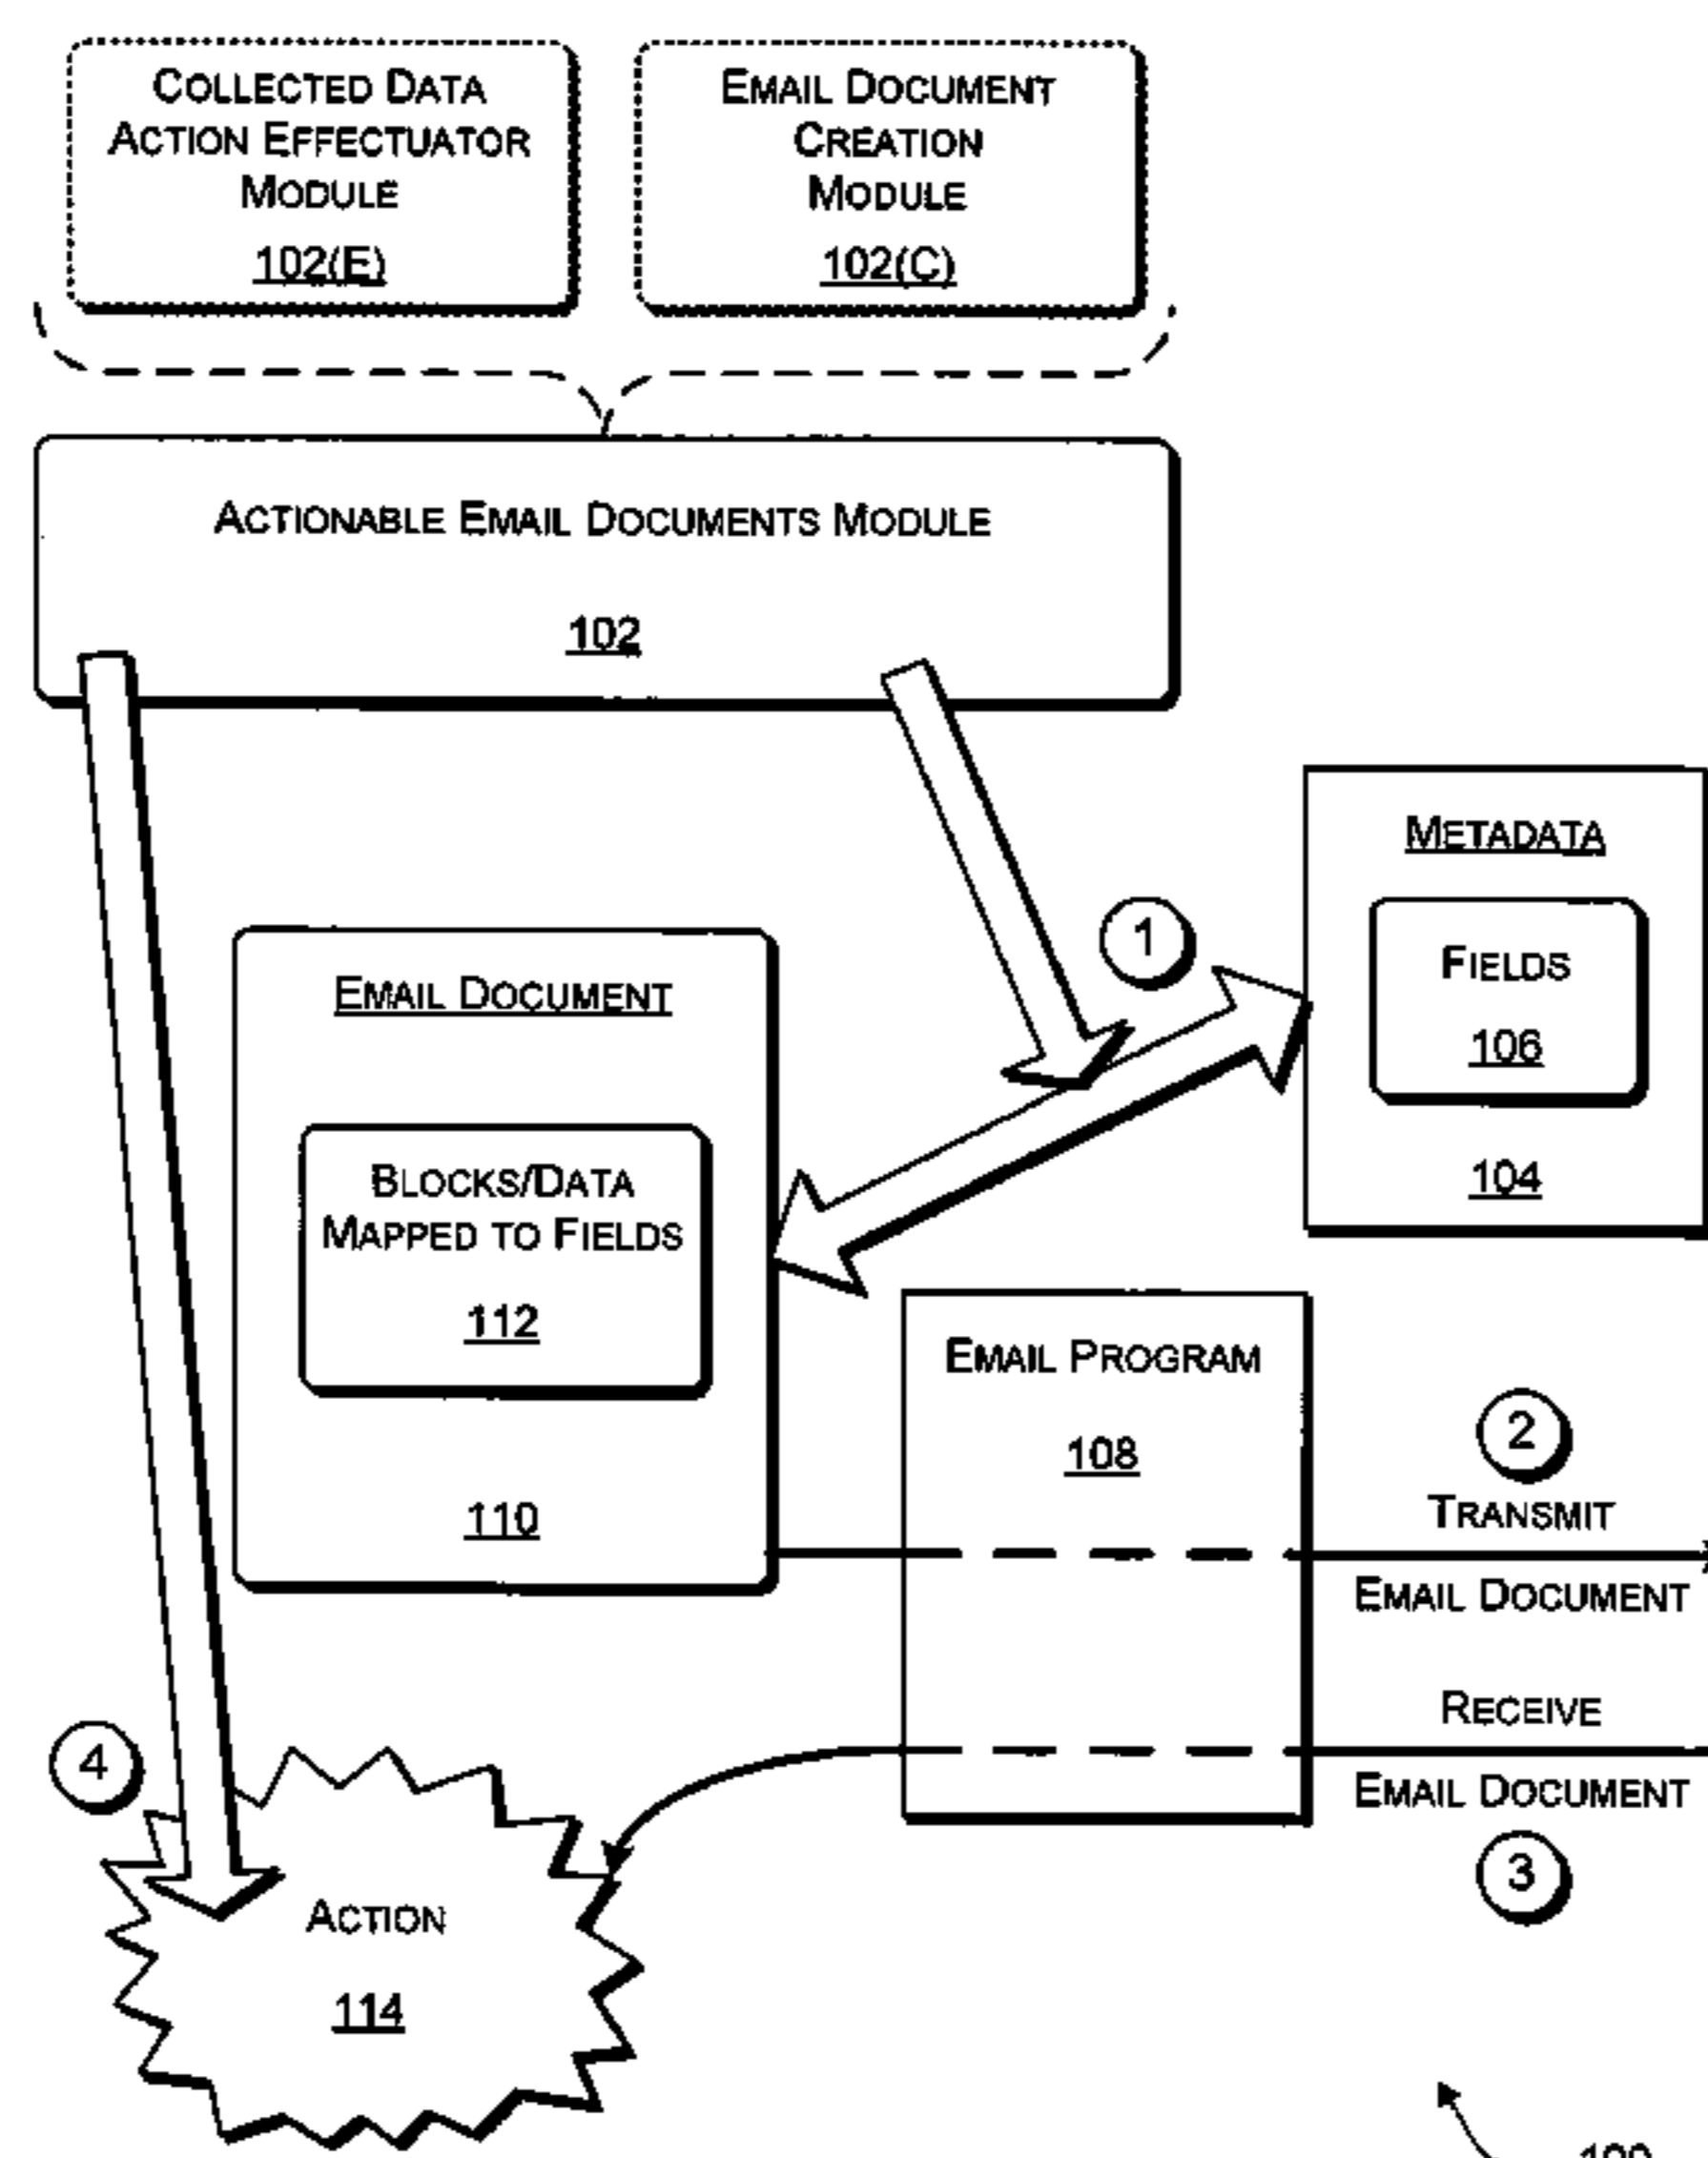 COLLECTED DATA
ACTION EFFECTUATOR
MODULE
102(E)
EMAIL DOCUMENT
CREATION
MODULE
102(C)
ACTIONABLE EMAIL DOCUMENTS MODULE
102
METADATA
FIELDS
106
104
1
EMAIL DOCUMENT
BLOCKS/DATA
MAPPED TO FIELDS
112
110
EMAIL PROGRAM
108
2
TRANSMIT
EMAIL DOCUMENT
RECEIVE
EMAIL DOCUMENT
3
4
ACTION
114